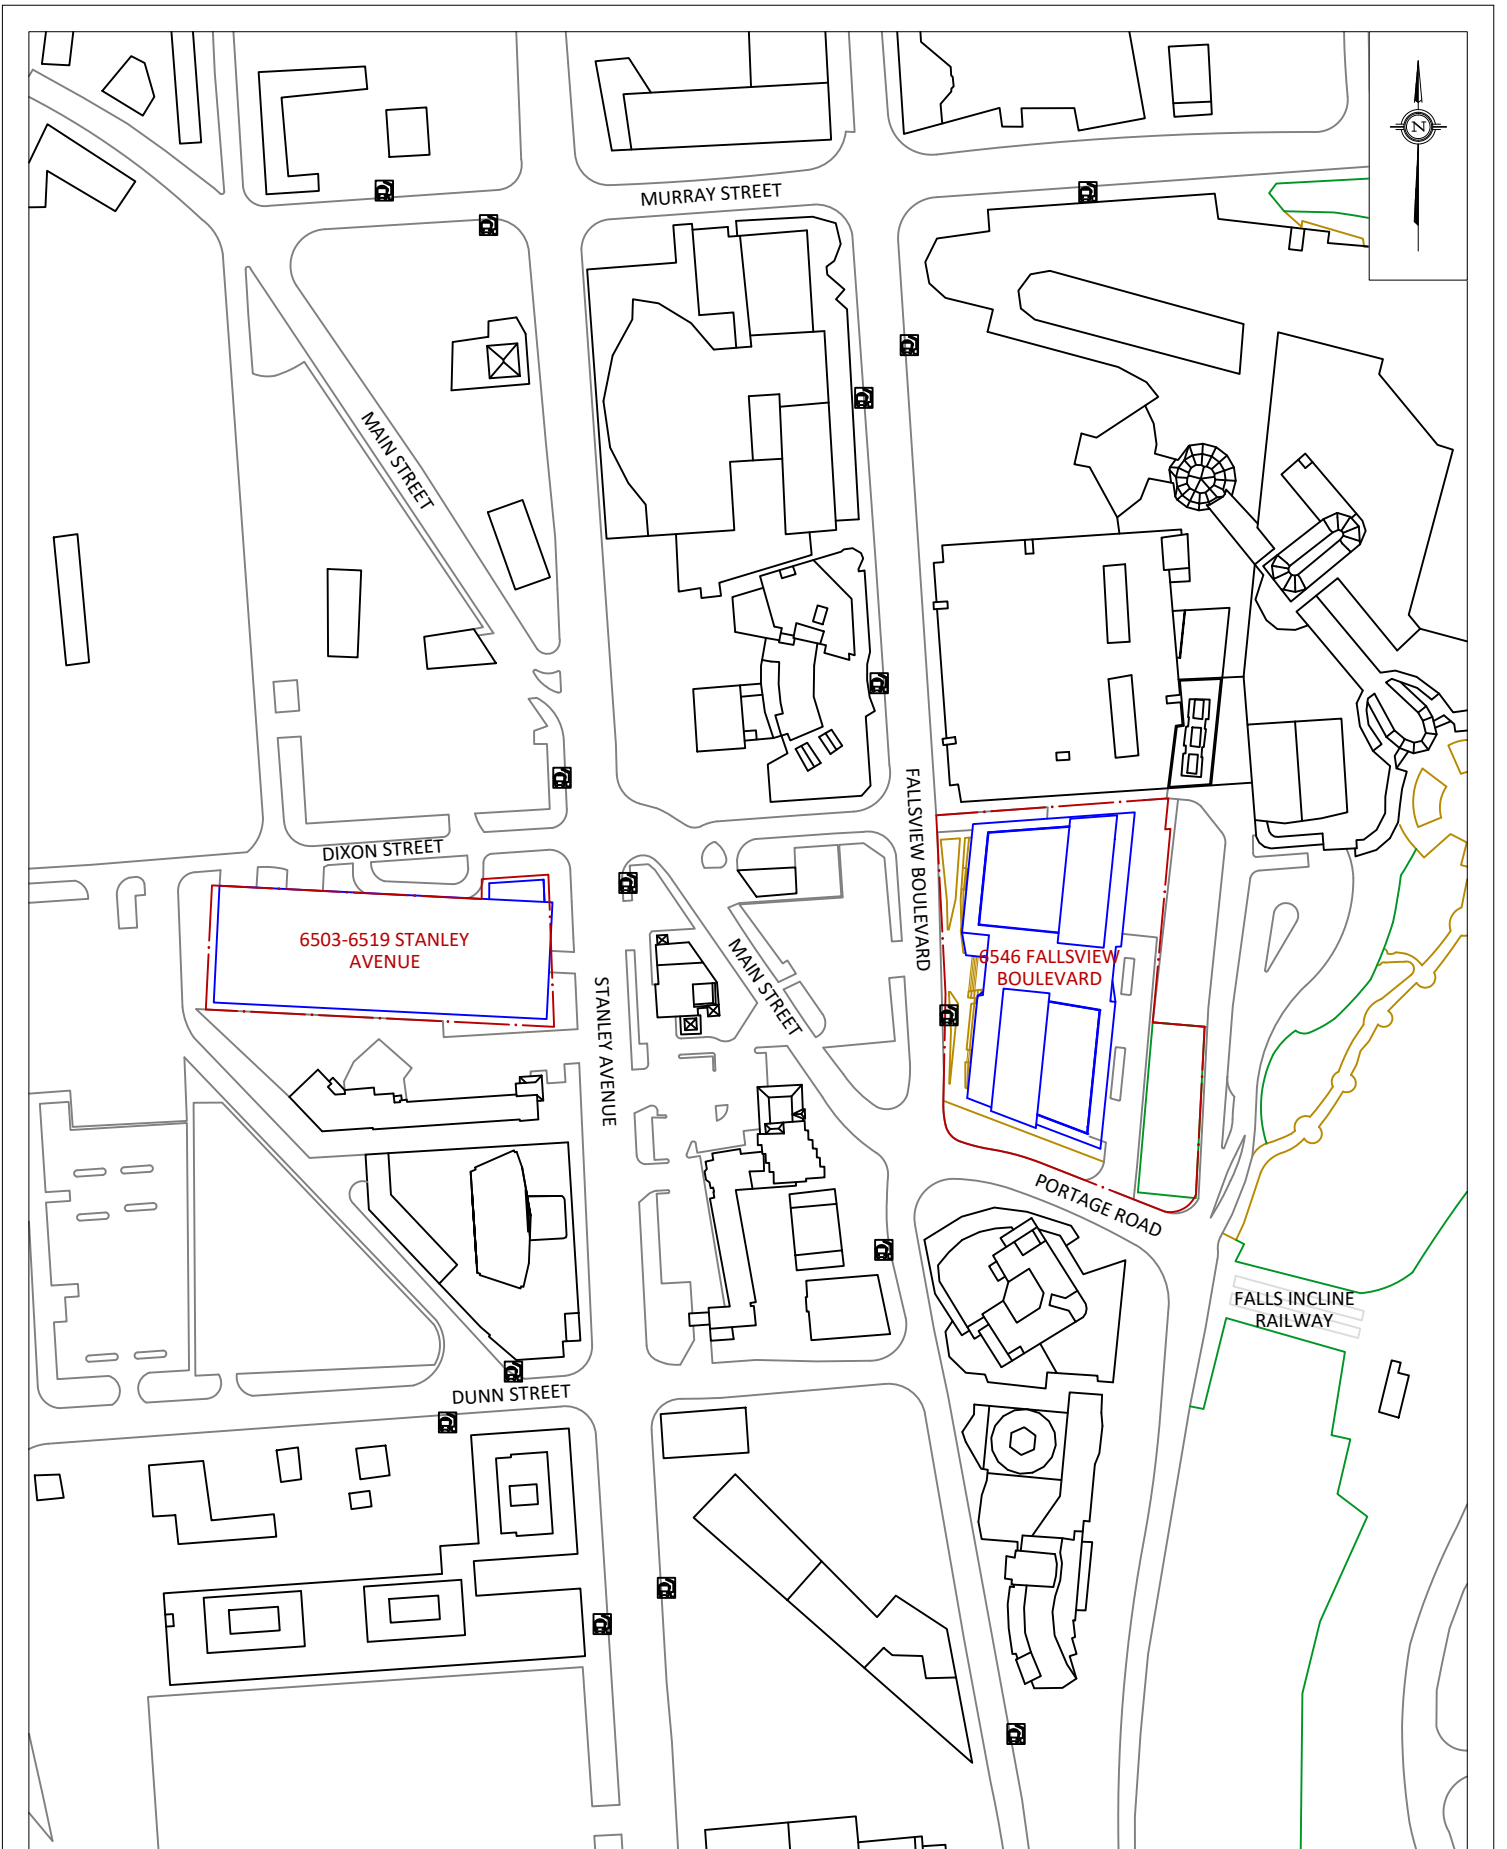 N
MURRAY STREET
MAIN STREET
FALLSVIEW BOULEVARD
DIXON STREET
6503-6519 STANLEY
AVENUE
MAIN STREET
6546 FALLSVIEW
BOULEVARD
STANLEY AVENUE
PORTAGE ROAD
FALLS INCLINE
RAILWAY
DUNN STREET